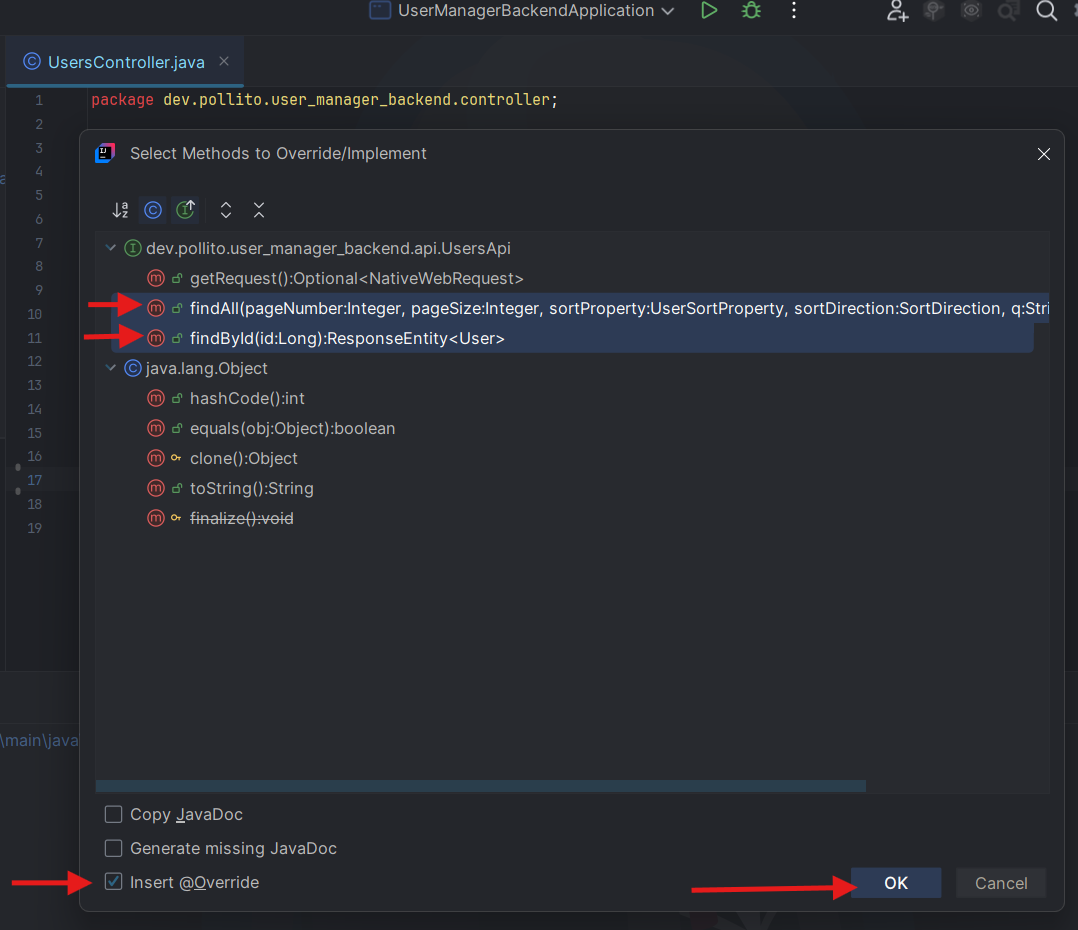 UserManagerBackendApplication
UsersController.java
1 package dev.pollito.user_manager_backend.controller;
2
3
4
5
6
7
8
9
10
11
12
13
14
15
16
17
18
19
Select Methods to Override/Implement
dev.pollito.user_manager_backend.api.UsersApi
getRequest():Optional<NativeWebRequest>
findAll(pageNumber:Integer, pageSize:Integer, sortProperty:UserSortProperty, sortDirection:SortDirection, q:Stri
findById(id:Long):ResponseEntity<User>
java.lang.Object
hashCode():int
equals(obj:Object):boolean
clone():Object
toString():String
finalize():void
\main\java
Copy JavaDoc
Generate missing JavaDoc
Insert @Override
OK
Cancel